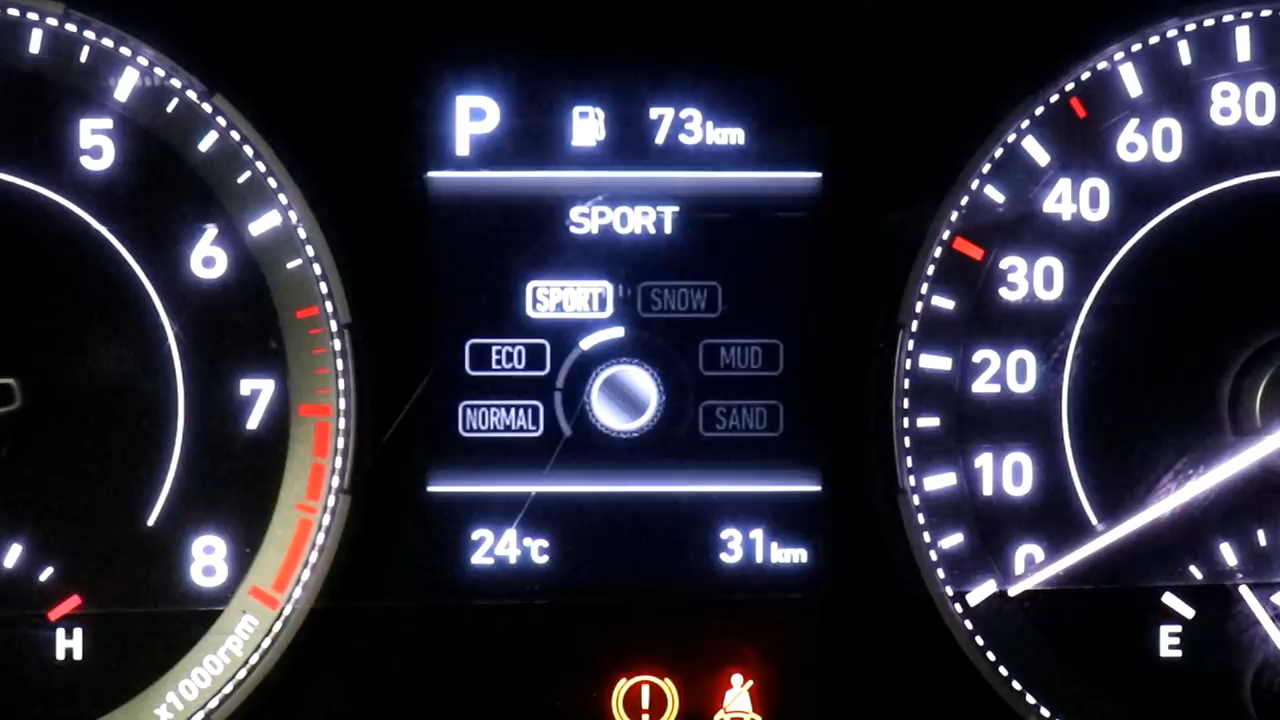 P 73km
SPORT
SPORT SNOW
ECO MUD
NORMAL SAND
24°C 31km
5
6
7
8
x1000rpm
H
80
60
40
30
20
10
0
E